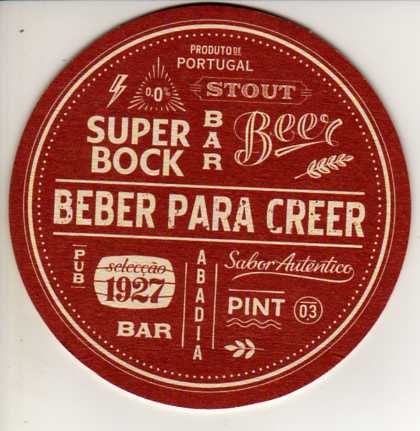 PRODUTO DE
PORTUGAL
0.0%
STOUT
SUPER
BOCK
BAR
Beer
BEBER PARA CREER
PUB
selecção
1927
BAR
ABADIA
Sabor Autêntico
PINT
03